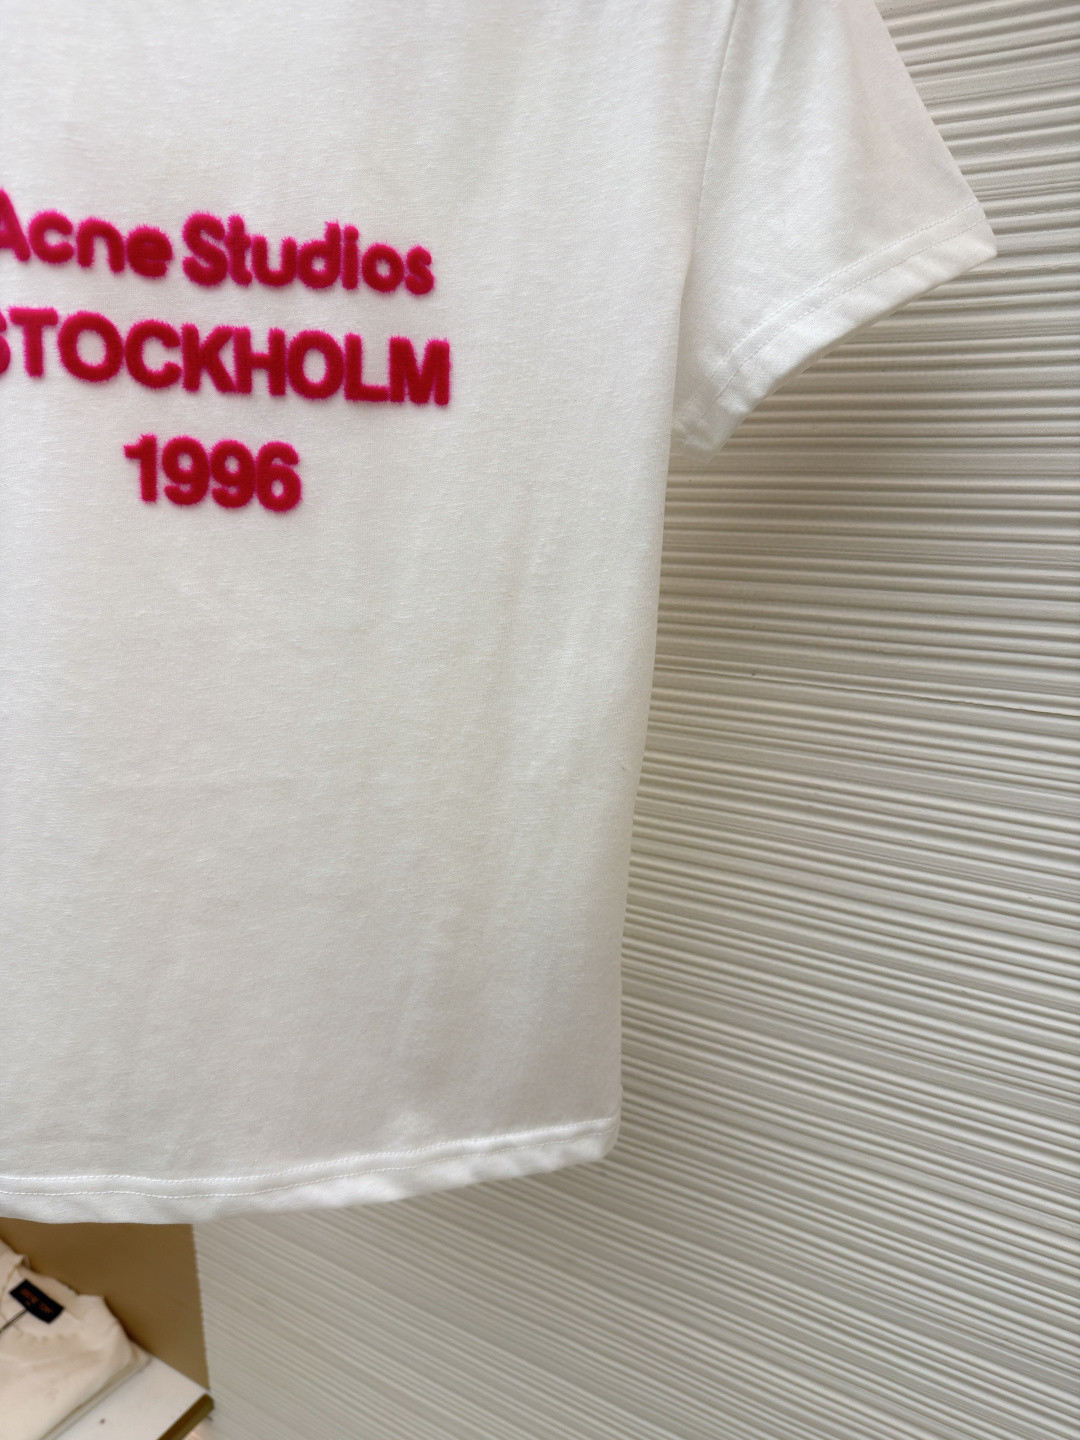 Acne Studios
STOCKHOLM
1996